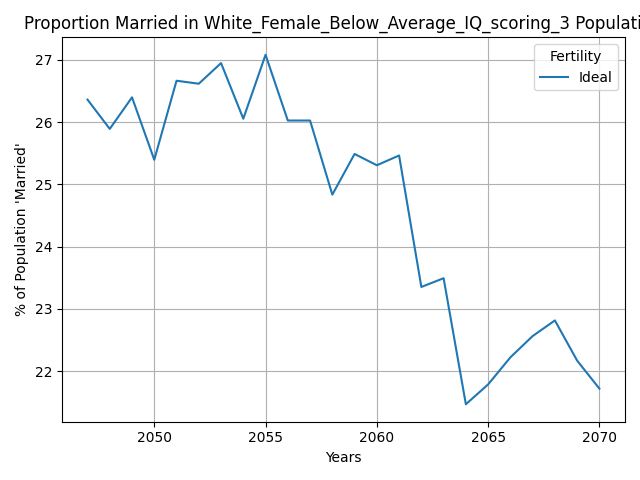 Proportion Married in White_Female_Below_Average_IQ_scoring_3 Populati
Fertility
Ideal
% of Population 'Married'
27
26
25
24
23
22
2050 2055 2060 2065 2070
Years